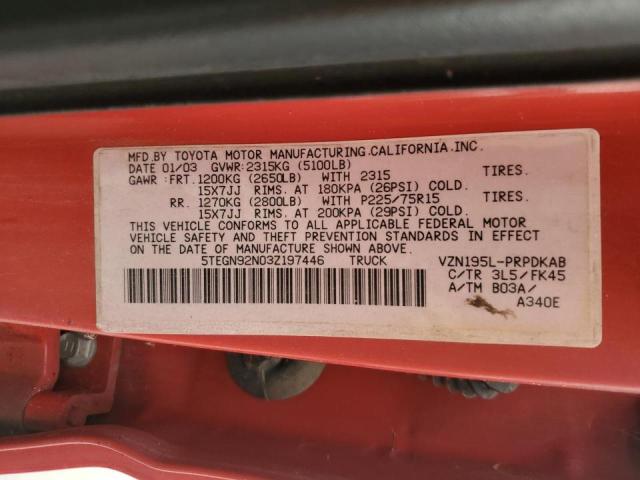 MFD.BY TOYOTA MOTOR MANUFACTURING.CALIFORNIA.INC.
DATE 01/03 GVWR:2315KG (5100LB)
GAWR:FRT.1200KG (2650LB) WITH 2315 TIRES.
15X7JJ RIMS. AT 180KPA (26PSI) COLD.
RR. 1270KG (2800LB) WITH P225/75R15 TIRES.
15X7JJ RIMS. AT 200KPA (29PSI) COLD.
THIS VEHICLE CONFORMS TO ALL APPLICABLE FEDERAL MOTOR
VEHICLE SAFETY AND THEFT PREVENTION STANDARDS IN EFFECT
ON THE DATE OF MANUFACTURE SHOWN ABOVE.
5TEGN92N03Z197446 TRUCK VZN195L-PRPDKAB
C/TR 3L5/FK45
A/TM B03A/
A340E